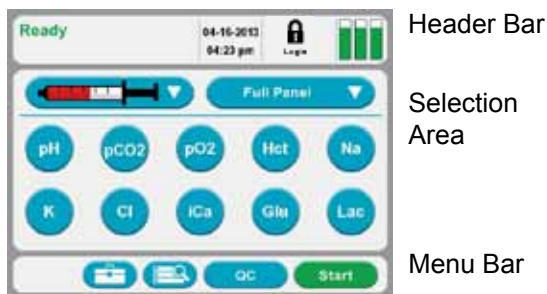 Ready
04-16-2013
04:23 pm
Login
Header Bar
Full Panel
Selection
Area
pH pCO2 pO2 Hct Na
K Cl iCa Glu Lac
QC Start
Menu Bar